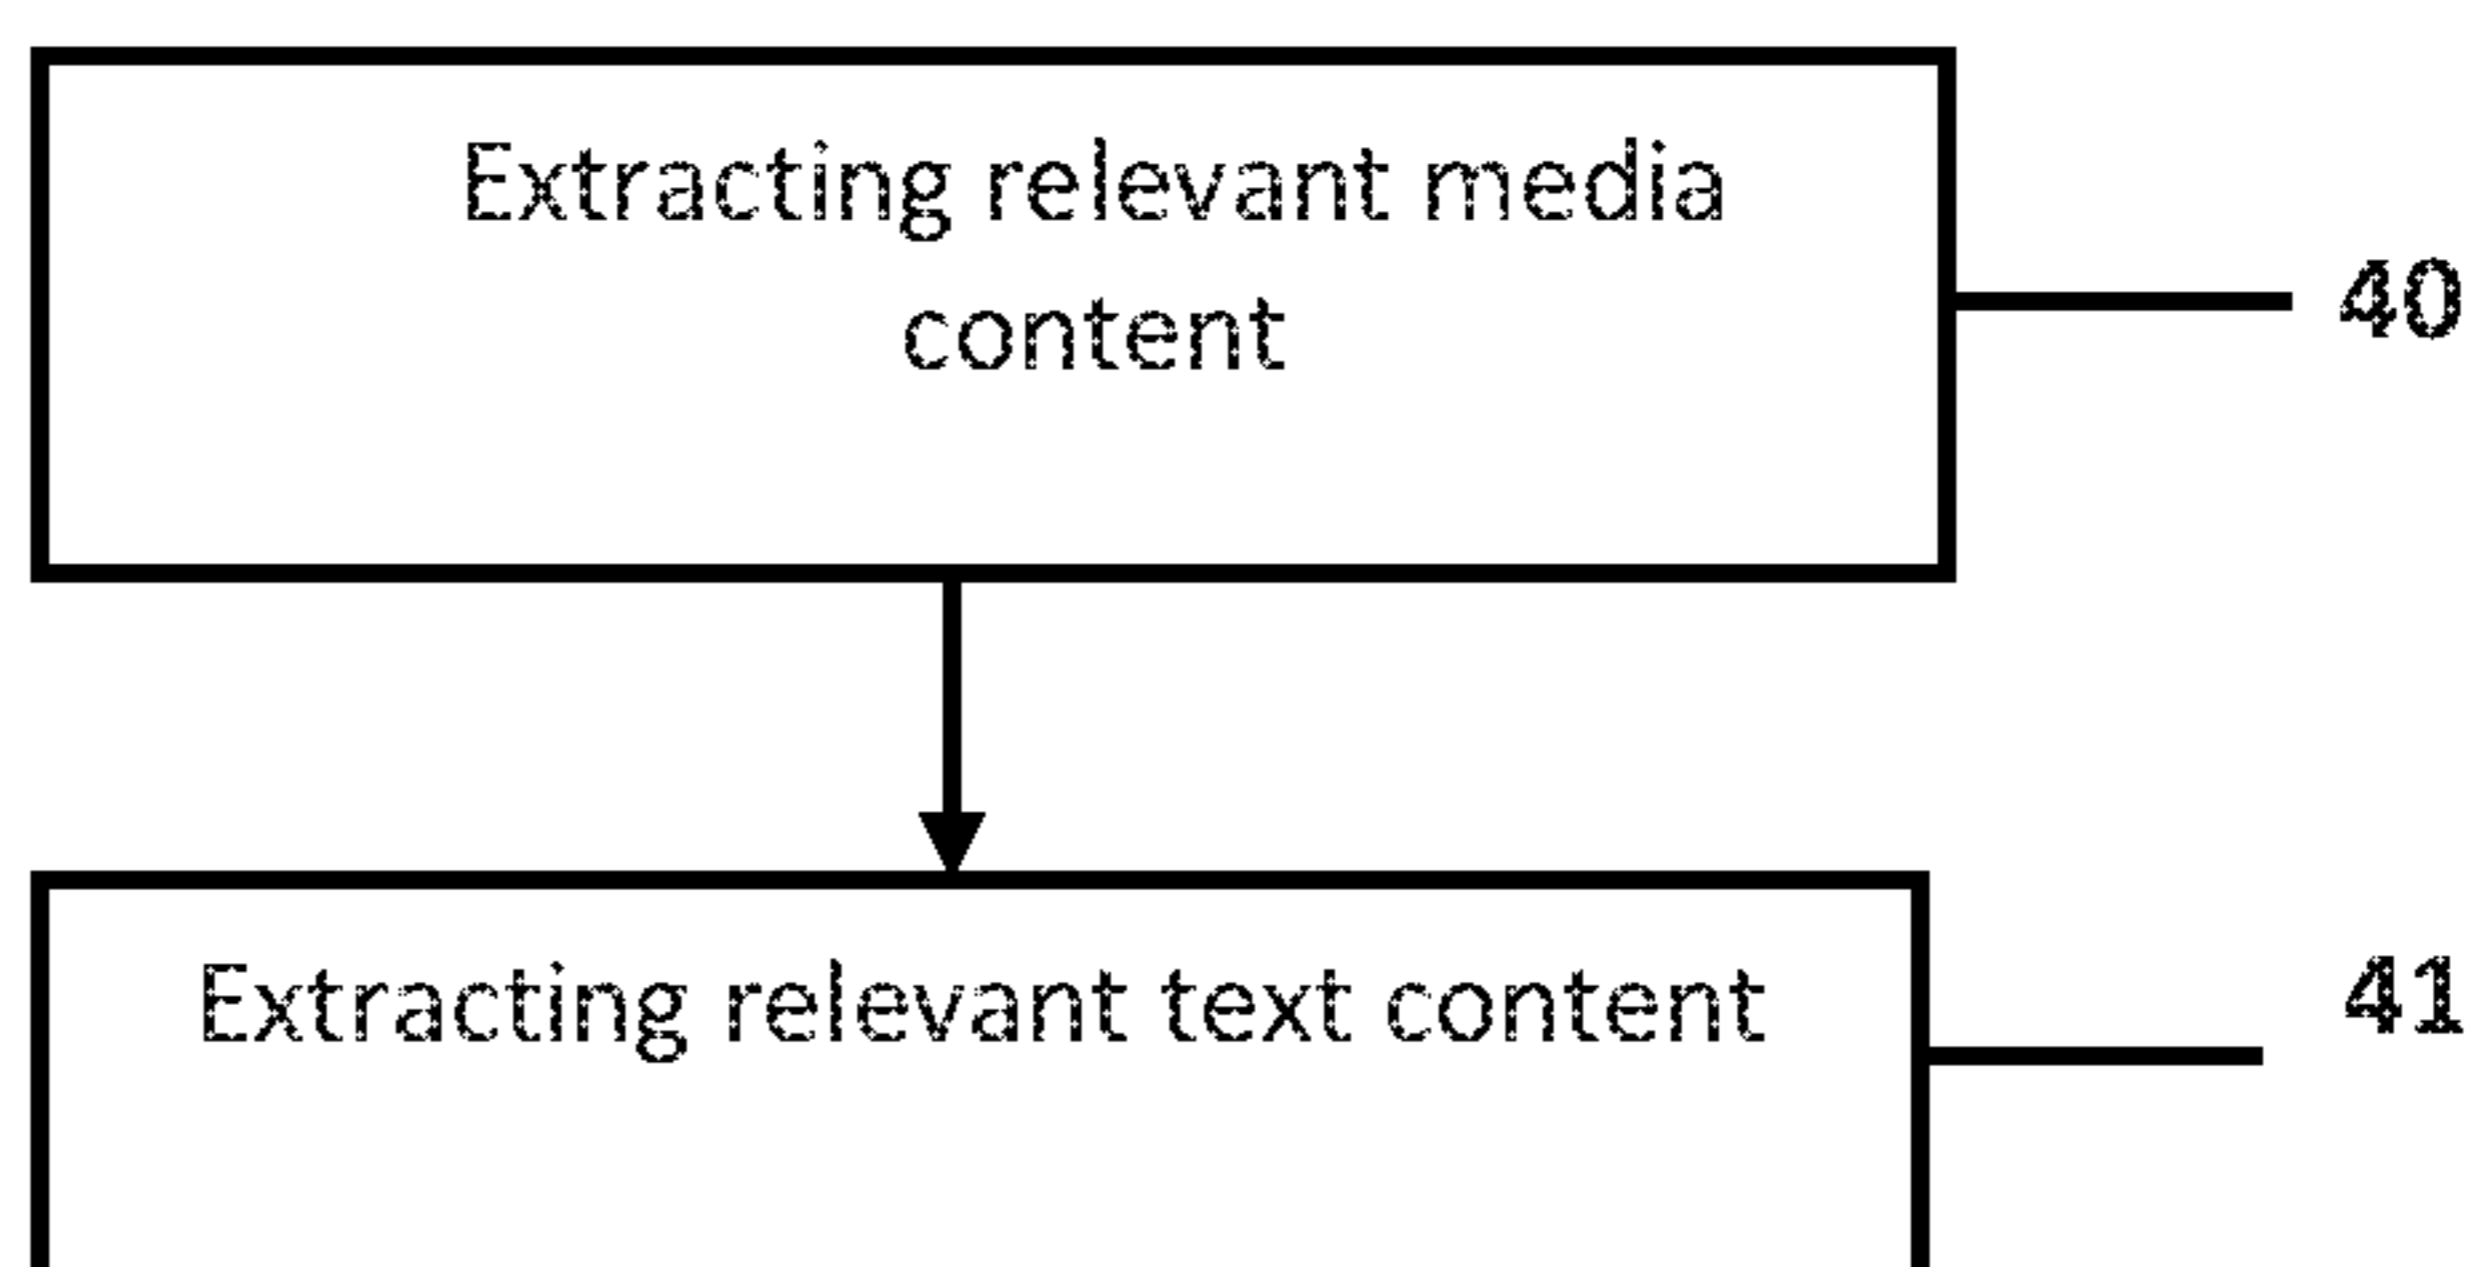 Extracting relevant media
content
40
Extracting relevant text content
41